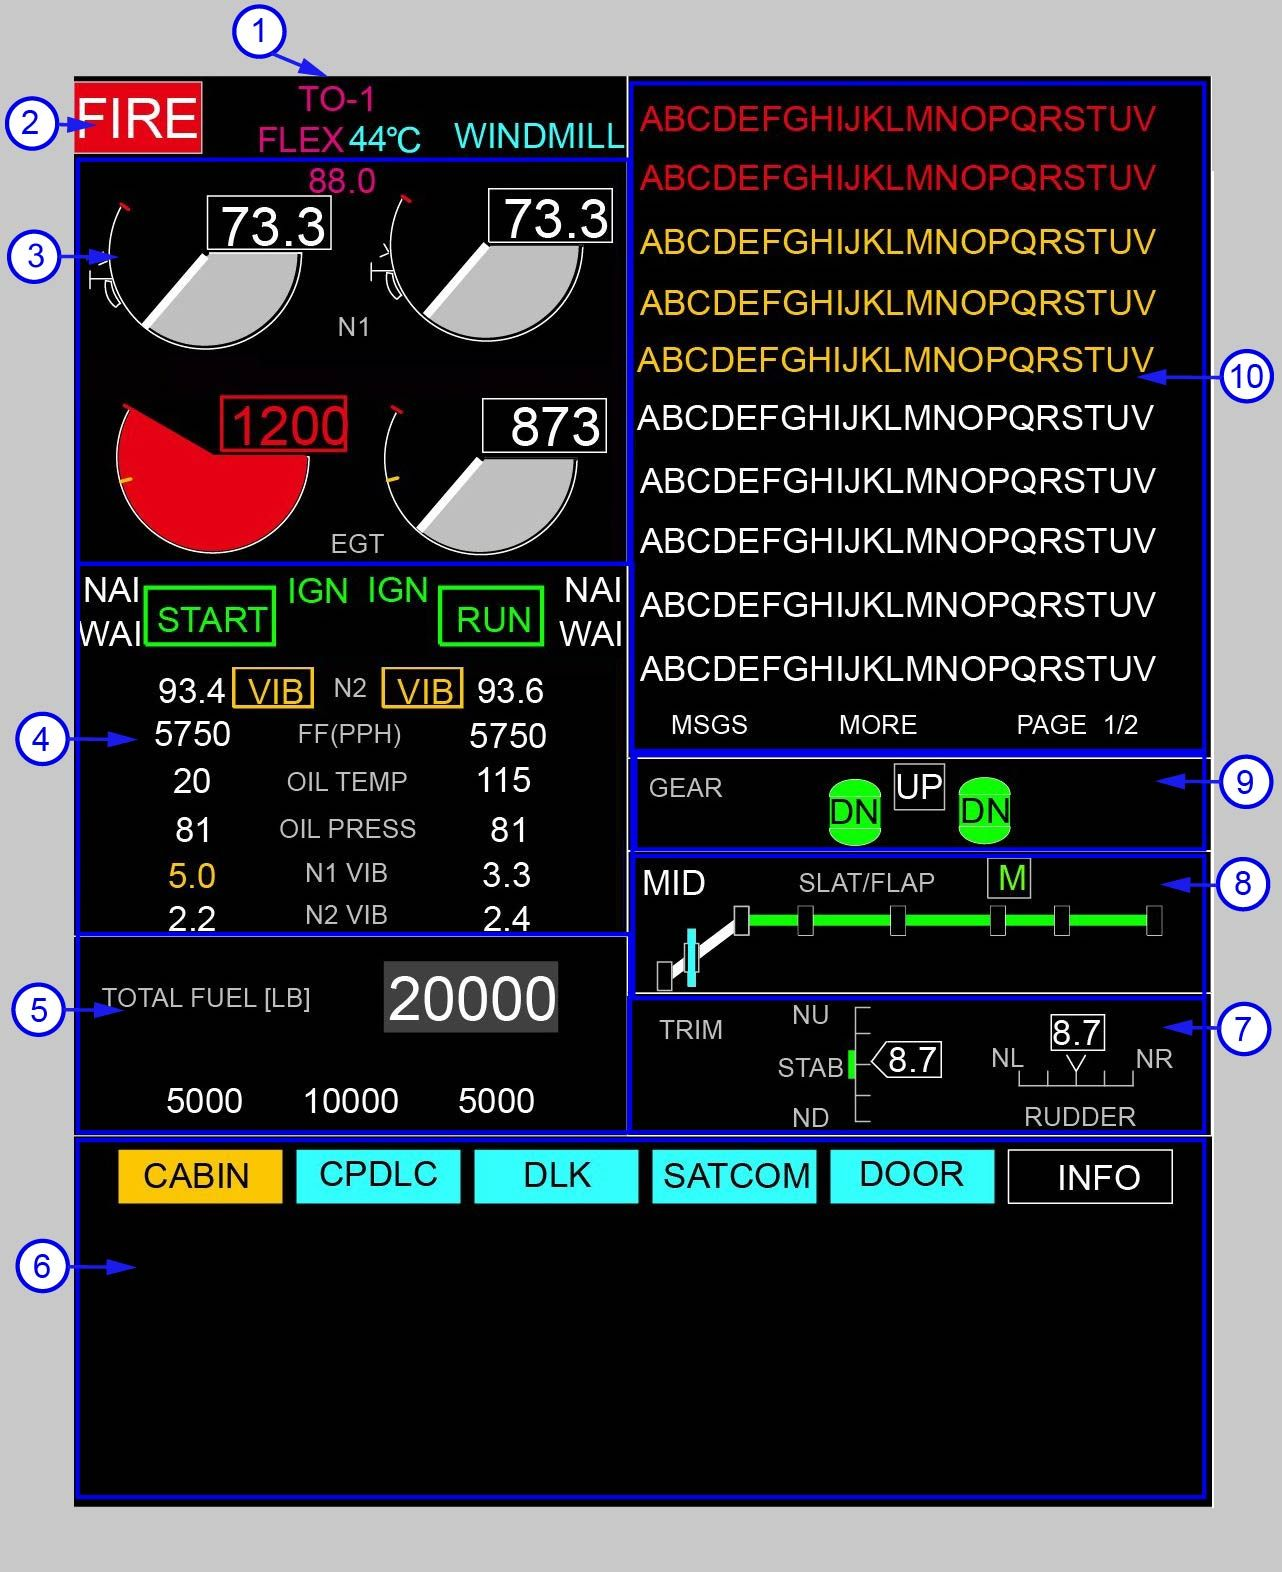 1
TO-1
2
FIRE
FLEX 44°C
WINDMILL
88.0
3
73.3
73.3
N1
1200
873
EGT
NAI
START
IGN
IGN
RUN
NAI
WAI
WAI
93.4 VIB N2 VIB 93.6
4
5750 FF(PPH) 5750
20 OIL TEMP 115
81 OIL PRESS 81
5.0 N1 VIB 3.3
2.2 N2 VIB 2.4
5
TOTAL FUEL [LB] 20000
5000 10000 5000
ABCDEFGHIJKLMNOPQRSTUV
ABCDEFGHIJKLMNOPQRSTUV
ABCDEFGHIJKLMNOPQRSTUV
ABCDEFGHIJKLMNOPQRSTUV
ABCDEFGHIJKLMNOPQRSTUV
10
ABCDEFGHIJKLMNOPQRSTUV
ABCDEFGHIJKLMNOPQRSTUV
ABCDEFGHIJKLMNOPQRSTUV
ABCDEFGHIJKLMNOPQRSTUV
ABCDEFGHIJKLMNOPQRSTUV
MSGS MORE PAGE 1/2
GEAR DN UP DN
9
MID SLAT/FLAP M
8
TRIM
NU
STAB 8.7
ND
8.7
NL NR
RUDDER
7
CABIN CPDLC DLK SATCOM DOOR INFO
6